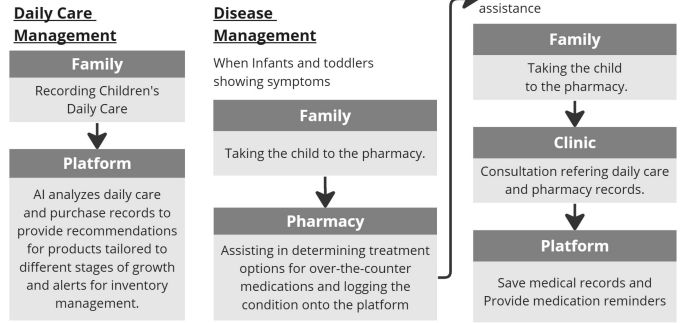 Daily Care
Management
Family
Recording Children's
Daily Care
Platform
AI analyzes daily care
and purchase records to
provide recommendations
for products tailored to
different stages of growth
and alerts for inventory
management.
Disease
Management
When Infants and toddlers
showing symptoms
Family
Taking the child to the pharmacy.
Pharmacy
Assisting in determining treatment
options for over-the-counter
medications and logging the
condition onto the platform
assistance
Family
Taking the child
to the pharmacy.
Clinic
Consultation refering daily care
and pharmacy records.
Platform
Save medical records and
Provide medication reminders